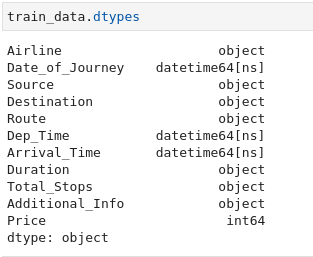 train_data.dtypes
Airline object
Date_of_Journey datetime64[ns]
Source object
Destination object
Route object
Dep_Time datetime64[ns]
Arrival_Time datetime64[ns]
Duration object
Total_Stops object
Additional_Info object
Price int64
dtype: object